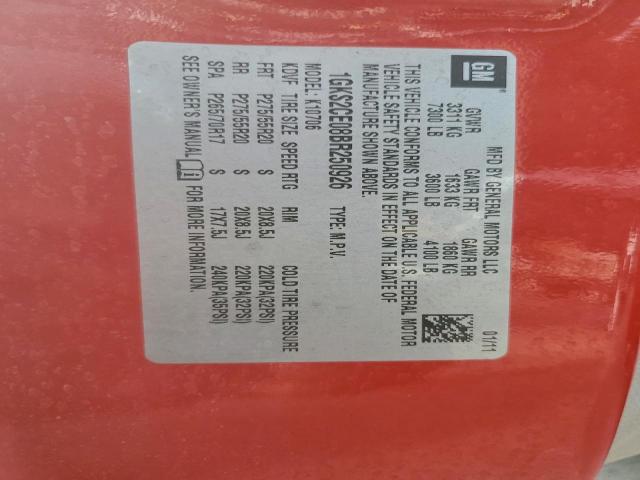 GM
MFD BY GENERAL MOTORS LLC 01/11
GVWR GAWR FRT GAWR RR
3311 KG 1633 KG 1860 KG
7300 LB 3600 LB 4100 LB
THIS VEHICLE CONFORMS TO ALL APPLICABLE U.S. FEDERAL MOTOR
VEHICLE SAFETY STANDARDS IN EFFECT ON THE DATE OF
MANUFACTURE SHOWN ABOVE.
1GKS2CE08BR250926 TYPE: M.P.V.
MODEL: K10706
KDVF TIRE SIZE SPEED RTG RIM COLD TIRE PRESSURE
FRT P275/55R20 S 20X8.5J 220KPA(32PSI)
RR P275/55R20 S 20X8.5J 220KPA(32PSI)
SPA P265/70R17 S 17X7.5J 240KPA(35PSI)
SEE OWNER'S MANUAL i FOR MORE INFORMATION.